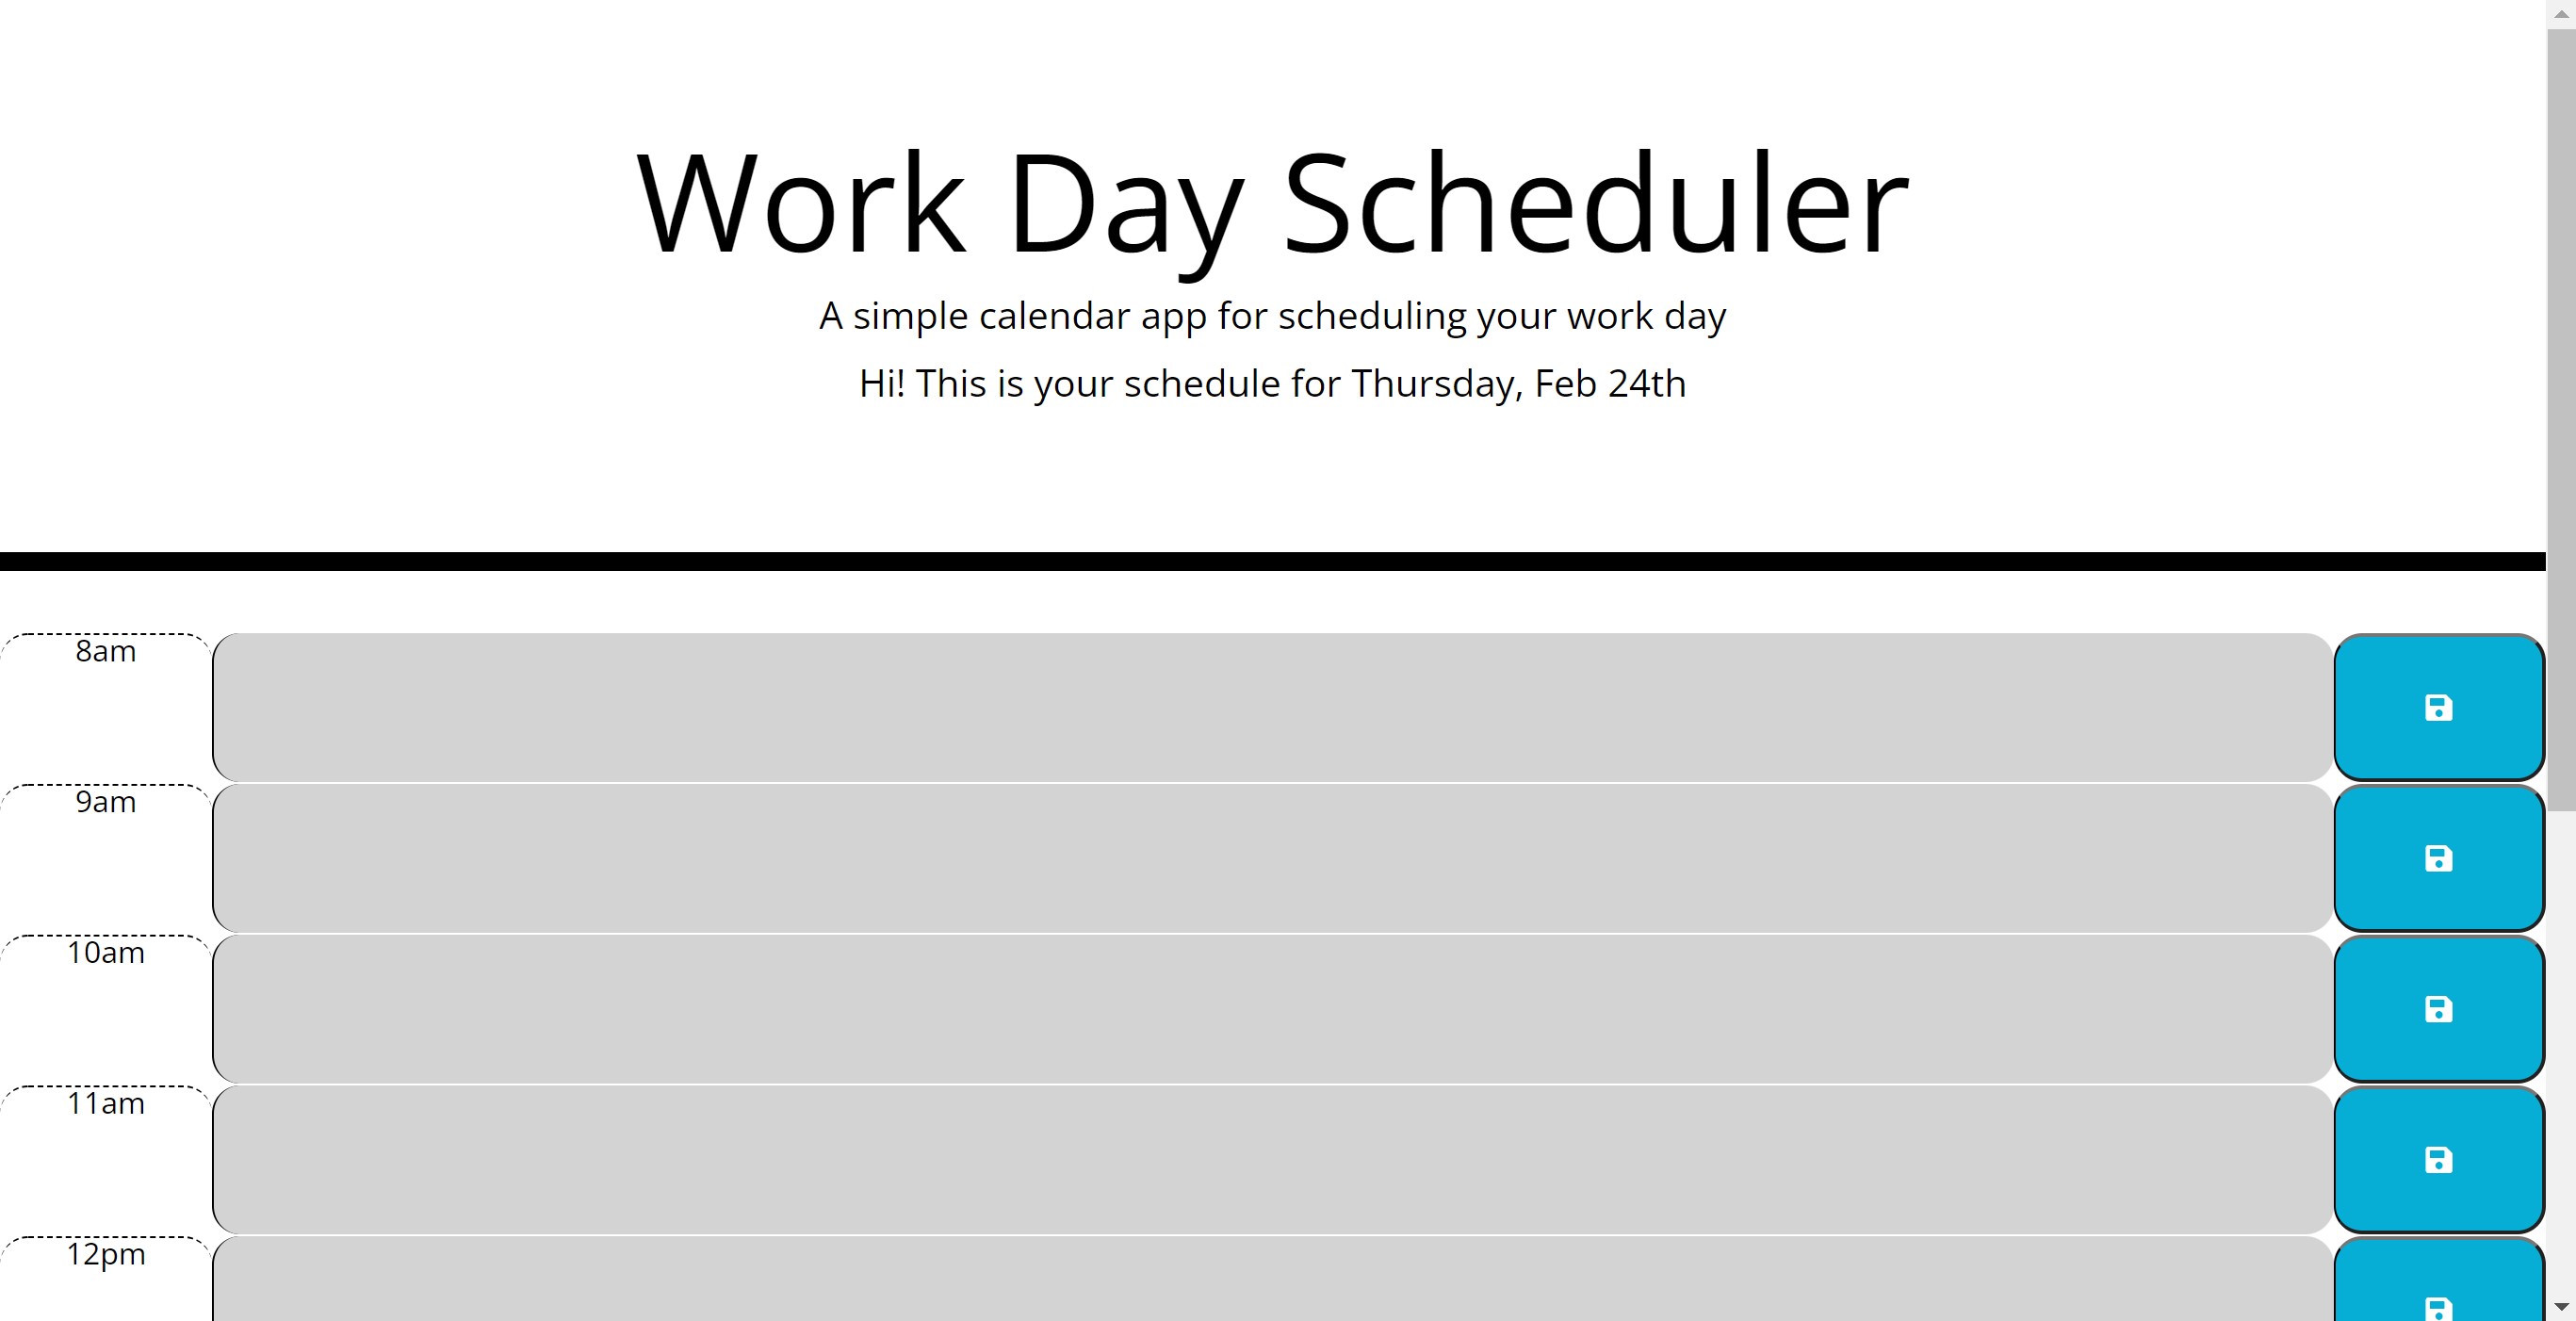 Work Day Scheduler
A simple calendar app for scheduling your work day
Hi! This is your schedule for Thursday, Feb 24th
8am
9am
10am
11am
12pm